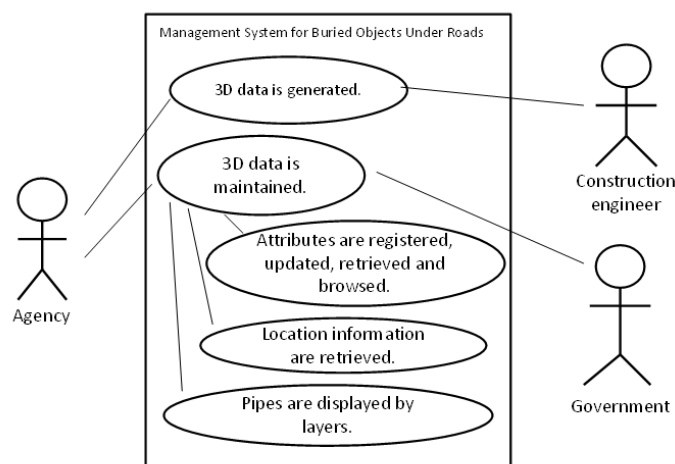 Management System for Buried Objects Under Roads
3D data is generated.
3D data is
maintained.
Attributes are registered,
updated, retrieved and
browsed.
Location information
are retrieved.
Pipes are displayed by
layers.
Agency
Construction
engineer
Government